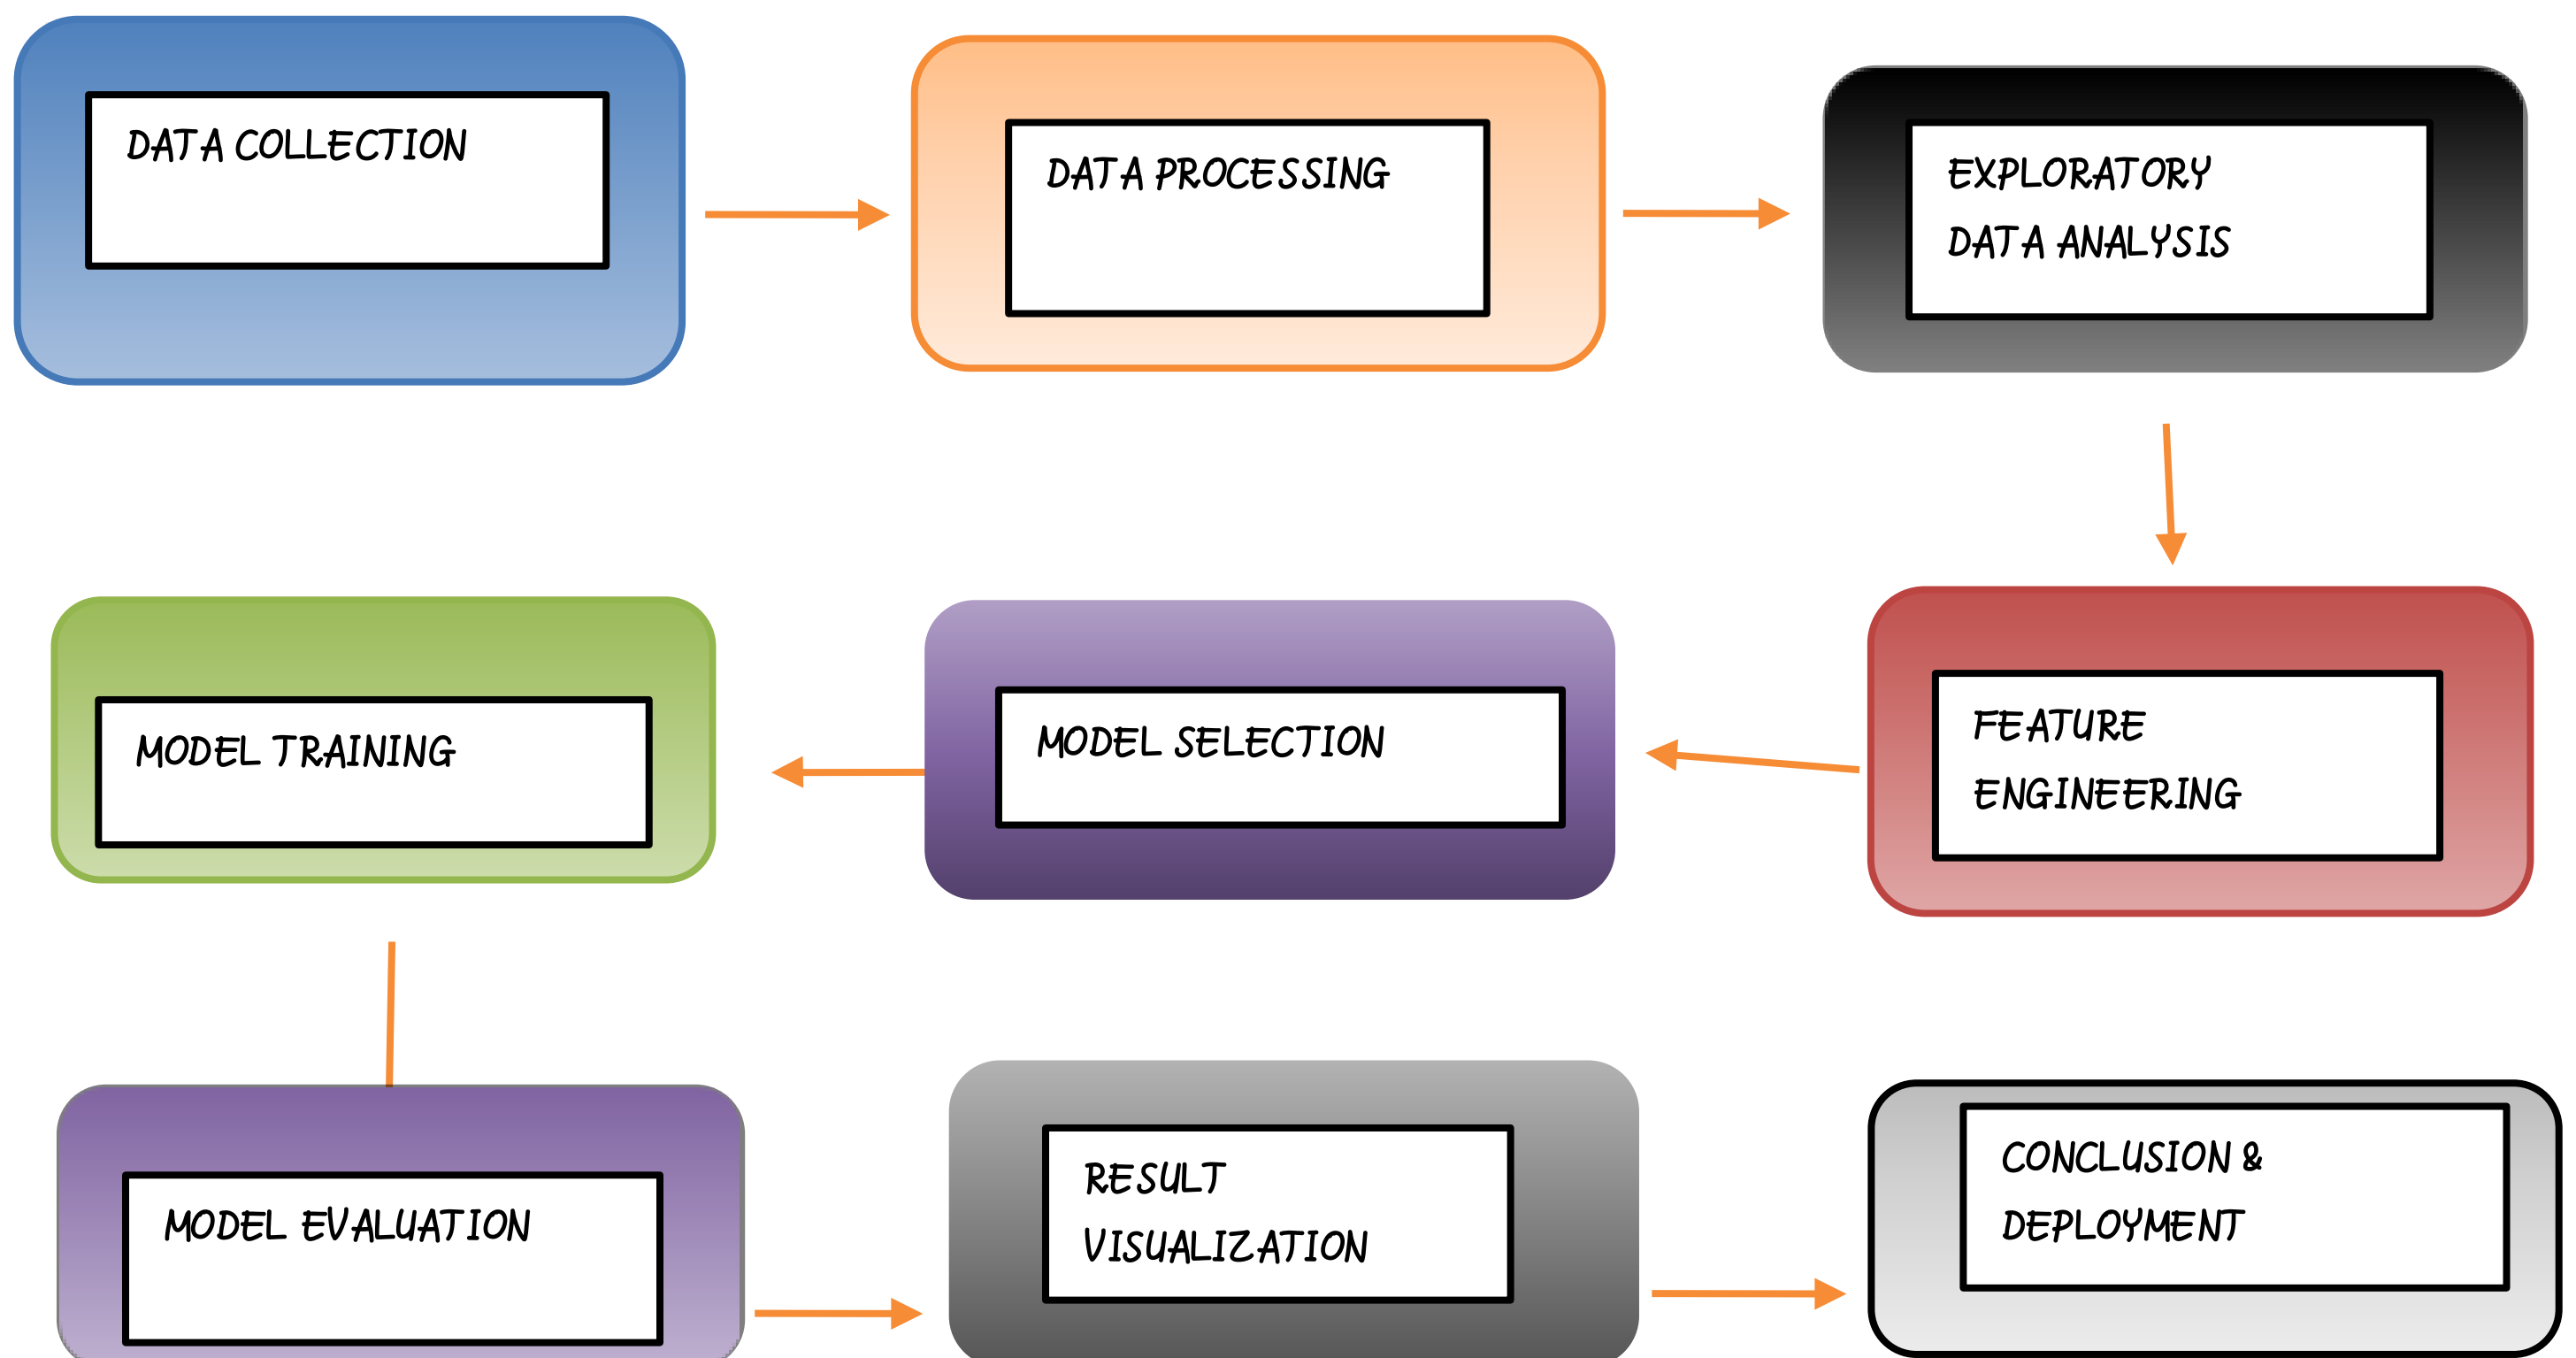 DATA COLLECTION
DATA PROCESSING
EXPLORATORY
DATA ANALYSIS
FEATURE
ENGINEERING
MODEL SELECTION
MODEL TRAINING
MODEL EVALUATION
RESULT
VISUALIZATION
CONCLUSION &
DEPLOYMENT